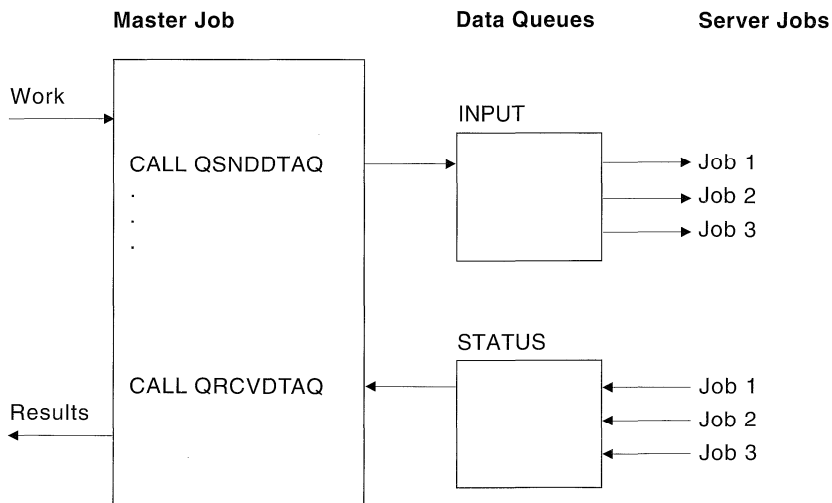 Master Job
Data Queues
Server Jobs
Work
INPUT
CALL QSNDDTAQ
.
.
.
Job 1
Job 2
Job 3
STATUS
CALL QRCVDTAQ
Results
Job 1
Job 2
Job 3